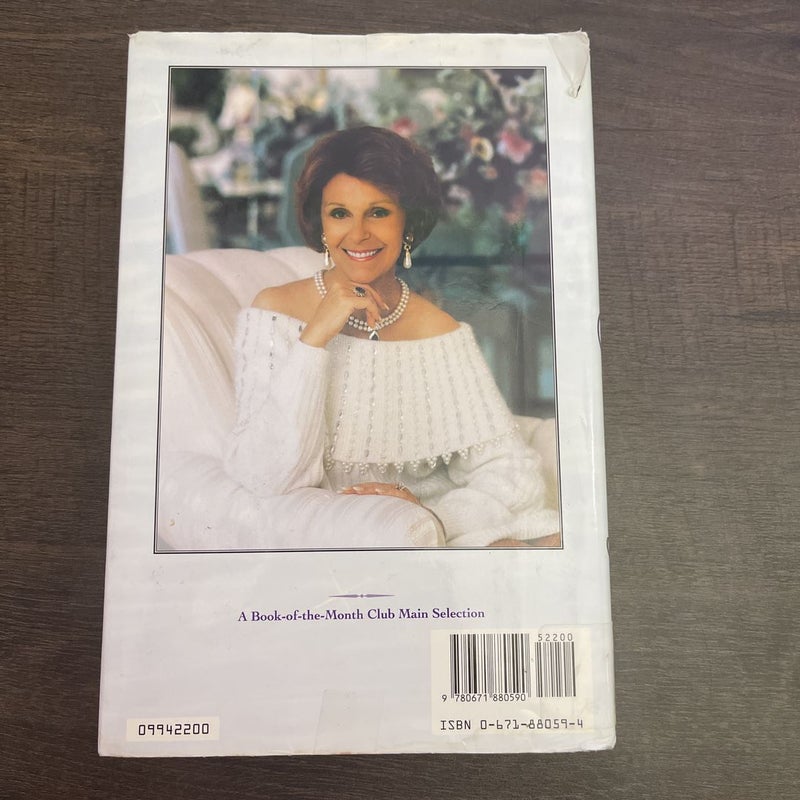 A Book-of-the-Month Club Main Selection
52200
9 780671 880590
ISBN 0-671-88059-4
09942200